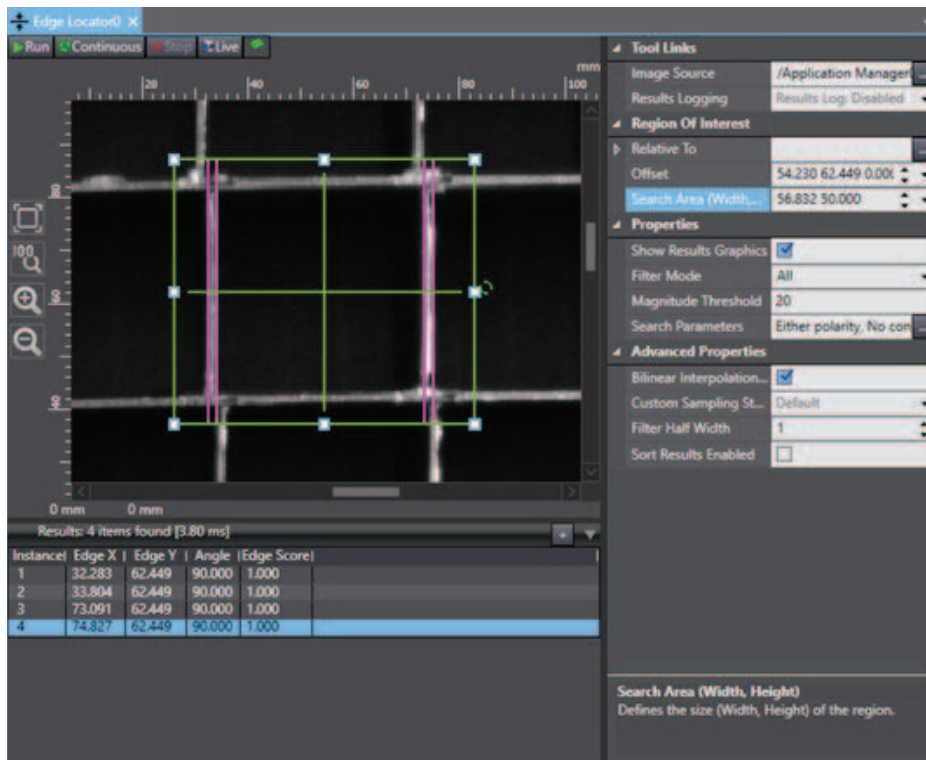 Edge Locator0
Run Continuous Stop Live
mm
20 40 60 80 100
80
60
40
100
0 mm 0 mm
Results: 4 items found [3.80 ms]
Instance Edge X Edge Y Angle Edge Score
1 32.283 62.449 90.000 1.000
2 33.804 62.449 90.000 1.000
3 73.091 62.449 90.000 1.000
4 74.827 62.449 90.000 1.000
Tool Links
Image Source /Application Manager
Results Logging Results Log: Disabled
Region Of Interest
Relative To
Offset 54.230 62.449 0.00
Search Area (Width,... 56.832 50.000
Properties
Show Results Graphics
Filter Mode All
Magnitude Threshold 20
Search Parameters Either polarity, No con
Advanced Properties
Bilinear Interpolation...
Custom Sampling St... Default
Filter Half Width 1
Sort Results Enabled
Search Area (Width, Height)
Defines the size (Width, Height) of the region.